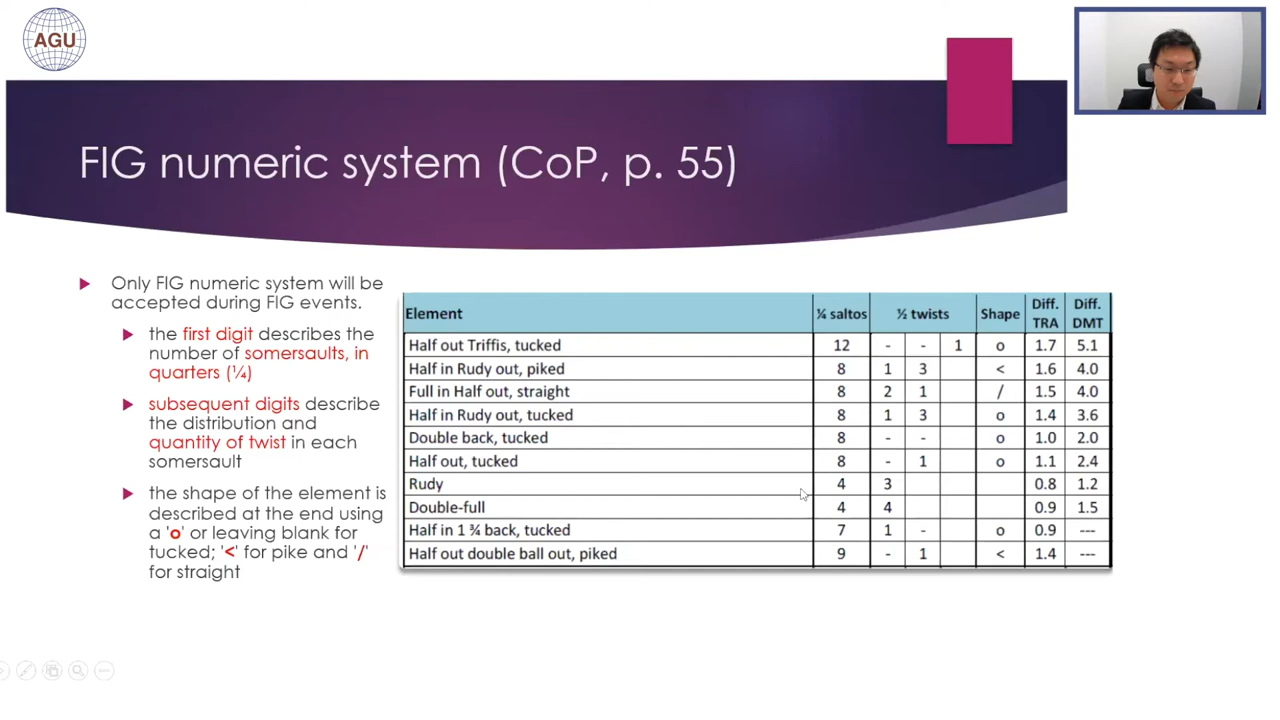 AGU
FIG numeric system (CoP, p. 55)
Only FIG numeric system will be
accepted during FIG events.
the first digit describes the
number of somersaults, in
quarters (¼)
subsequent digits describe
the distribution and
quantity of twist in each
somersault
the shape of the element is
described at the end using
a 'o' or leaving blank for
tucked; '<' for pike and '/'
for straight
Element ¼ saltos ½ twists Shape Diff. TRA Diff. DMT
Half out Triffis, tucked 12 - - 1 o 1.7 5.1
Half in Rudy out, piked 8 1 3 < 1.6 4.0
Full in Half out, straight 8 2 1 / 1.5 4.0
Half in Rudy out, tucked 8 1 3 o 1.4 3.6
Double back, tucked 8 - - o 1.0 2.0
Half out, tucked 8 - 1 o 1.1 2.4
Rudy 4 3 0.8 1.2
Double-full 4 4 0.9 1.5
Half in 1 ¾ back, tucked 7 1 - o 0.9 ---
Half out double ball out, piked 9 - 1 < 1.4 ---